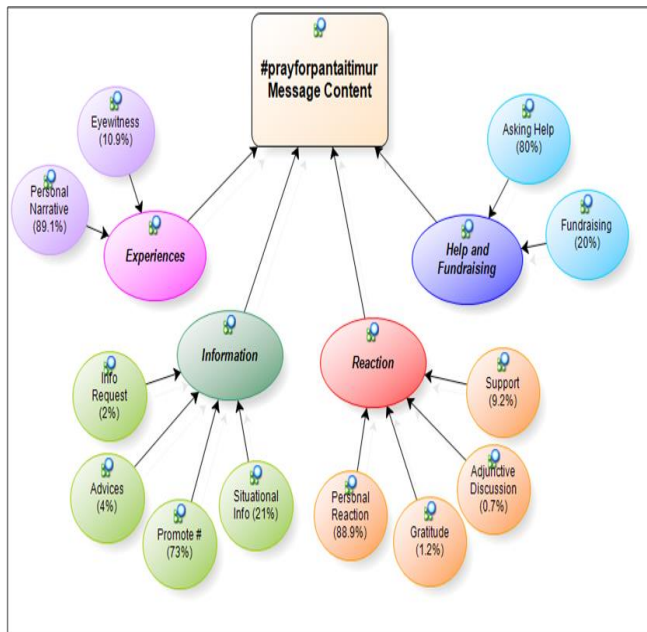 #prayforpantaitimur
Message Content
Eyewitness
(10.9%)
Personal
Narrative
(89.1%)
Experiences
Asking Help
(80%)
Fundraising
(20%)
Help and
Fundraising
Information
Reaction
Info
Request
(2%)
Advices
(4%)
Promote #
(73%)
Situational
Info (21%)
Personal
Reaction
(88.9%)
Gratitude
(1.2%)
Adjunctive
Discussion
(0.7%)
Support
(9.2%)